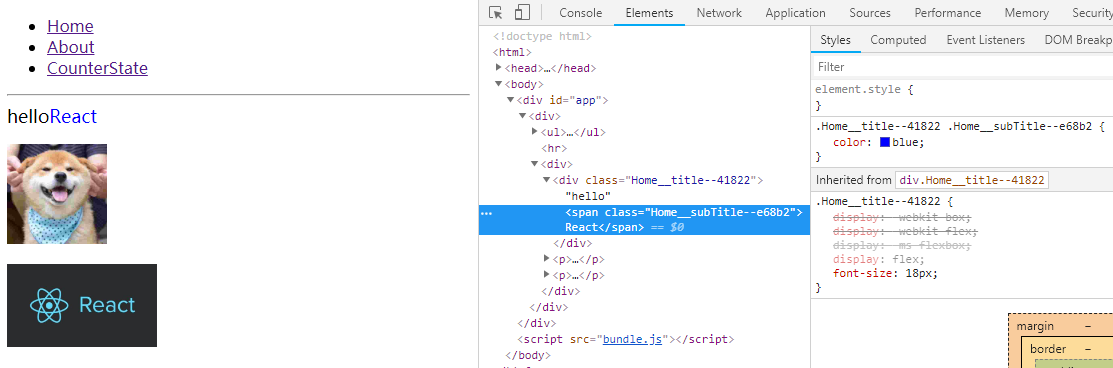 Home
About
CounterState
helloReact
React
Console Elements Network Application Sources Performance Memory Security
<!doctype html>
<html>
<head>…</head>
<body>
<div id="app">
<div>
<ul>…</ul>
<hr>
<div>
<div class="Home__title--41822">
"hello"
<span class="Home__subTitle--e68b2">
React</span> == $0
</div>
<p>…</p>
<p>…</p>
</div>
</div>
</div>
<script src="bundle.js"></script>
</body>
Styles Computed Event Listeners DOM Breakp
Filter
element.style {
}
.Home__title--41822 .Home__subTitle--e68b2 {
color: blue;
}
Inherited from div.Home__title--41822
.Home__title--41822 {
display: -webkit-box;
display: -webkit-flex;
display: -ms-flexbox;
display: flex;
font-size: 18px;
}
margin –
border –